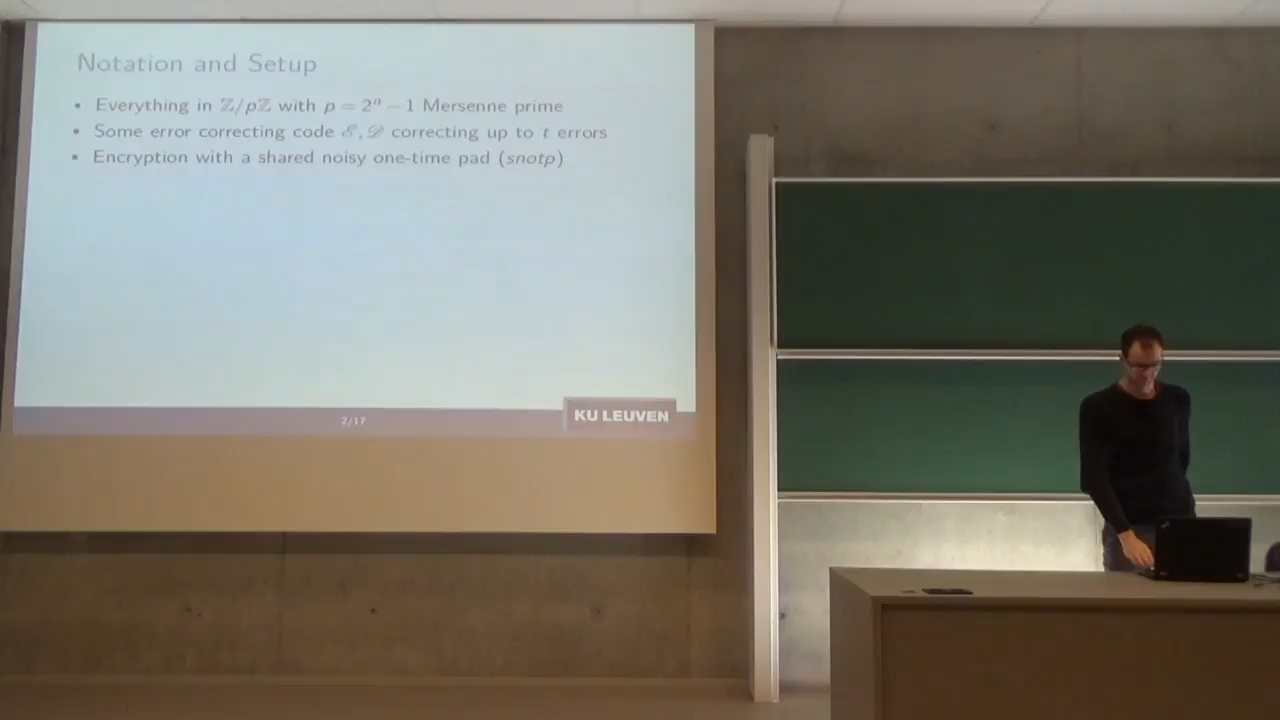 Notation and Setup
▪ Everything in ℤ/pℤ with p = 2ⁿ − 1 Mersenne prime
▪ Some error correcting code ℰ, 𝒟 correcting up to t errors
▪ Encryption with a shared noisy one-time pad (snotp)
2/17
KU LEUVEN